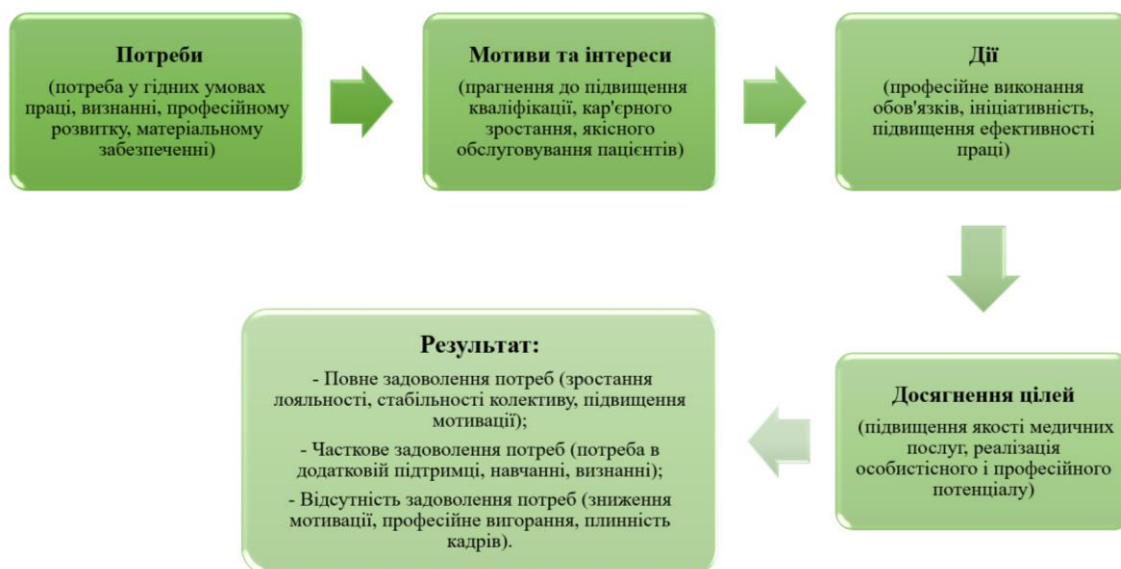 Потреби
(потреба у гідних умовах
праці, визнанні, професійному
розвитку, матеріальному
забезпеченні)
Мотиви та інтереси
(прагнення до підвищення
кваліфікації, кар'єрного
зростання, якісного
обслуговування пацієнтів)
Дії
(професійне виконання
обов'язків, ініціативність,
підвищення ефективності
праці)
Досягнення цілей
(підвищення якості медичних
послуг, реалізація
особистісного і професійного
потенціалу)
Результат:
- Повне задоволення потреб (зростання
лояльності, стабільності колективу, підвищення
мотивації);
- Часткове задоволення потреб (потреба в
додатковій підтримці, навчанні, визнанні);
- Відсутність задоволення потреб (зниження
мотивації, професійне вигорання, плинність
кадрів).